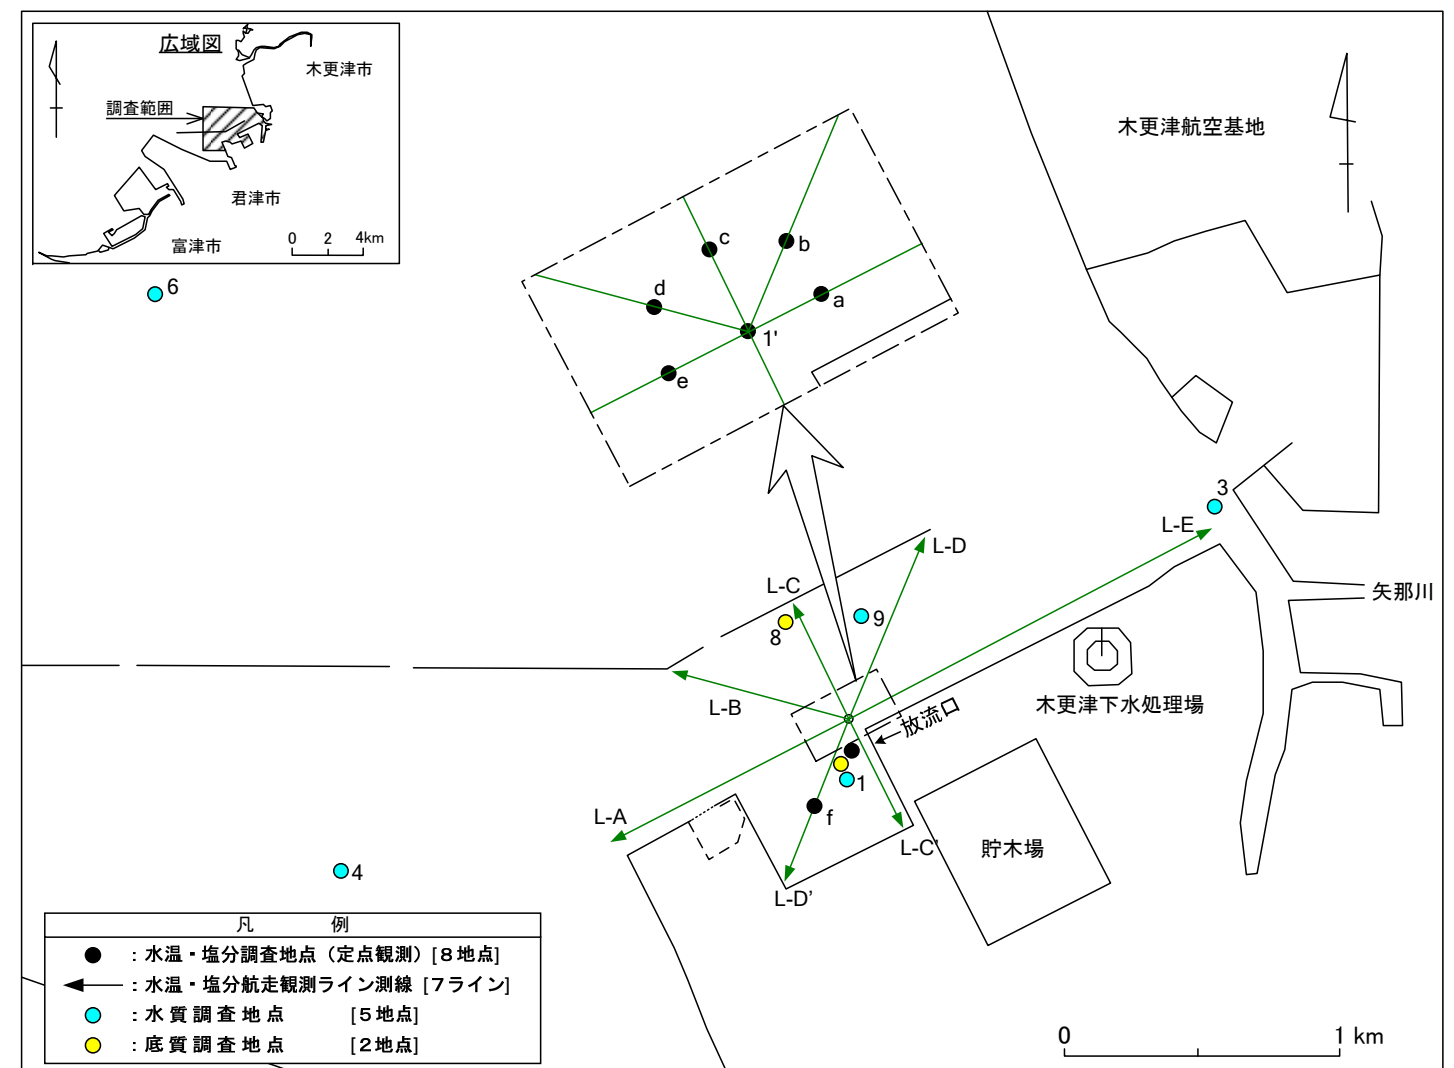 広域図
木更津市
調査範囲
君津市
富津市
0 2 4km
木更津航空基地
6
c
b
d
a
1'
e
3
L-E
L-D
L-C
矢那川
9
8
L-B
木更津下水処理場
放流口
1
f
L-A
L-C'
貯木場
4
L-D'
凡 例
●:水温・塩分調査地点(定点観測)[8地点]
:水温・塩分航走観測ライン測線 [7ライン]
:水質調査地点 [5地点]
:底質調査地点 [2地点]
0 1 km